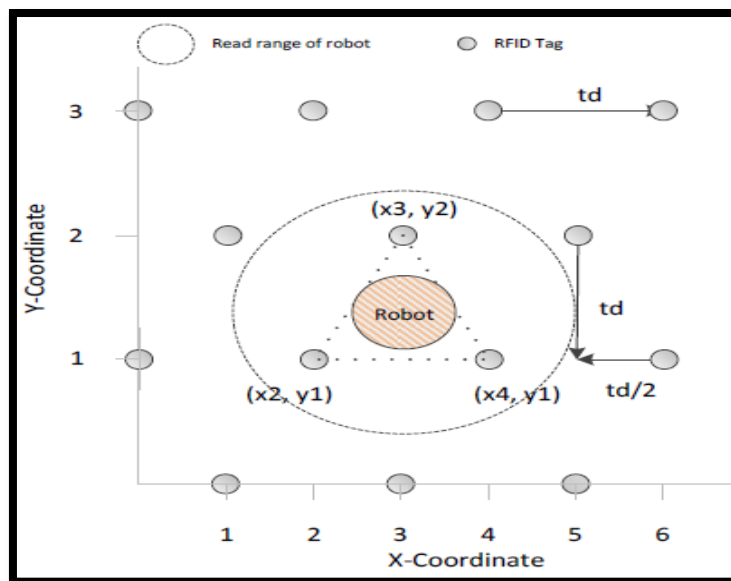 Read range of robot
RFID Tag
3
td
(x3, y2)
2
Y-Coordinate
Robot
td
1
(x2, y1)
(x4, y1)
td/2
1 2 3 4 5 6
X-Coordinate